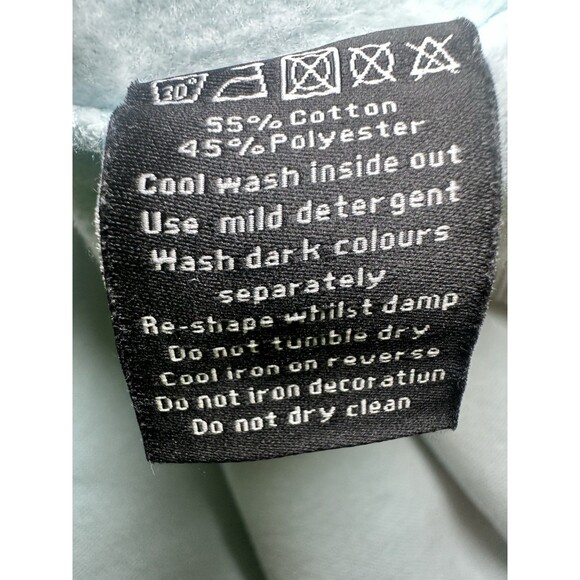 30°
55% Cotton
45% Polyester
Cool wash inside out
Use mild detergent
Wash dark colours
separately
Re-shape whilst damp
Do not tumble dry
Cool iron on reverse
Do not iron decoration
Do not dry clean